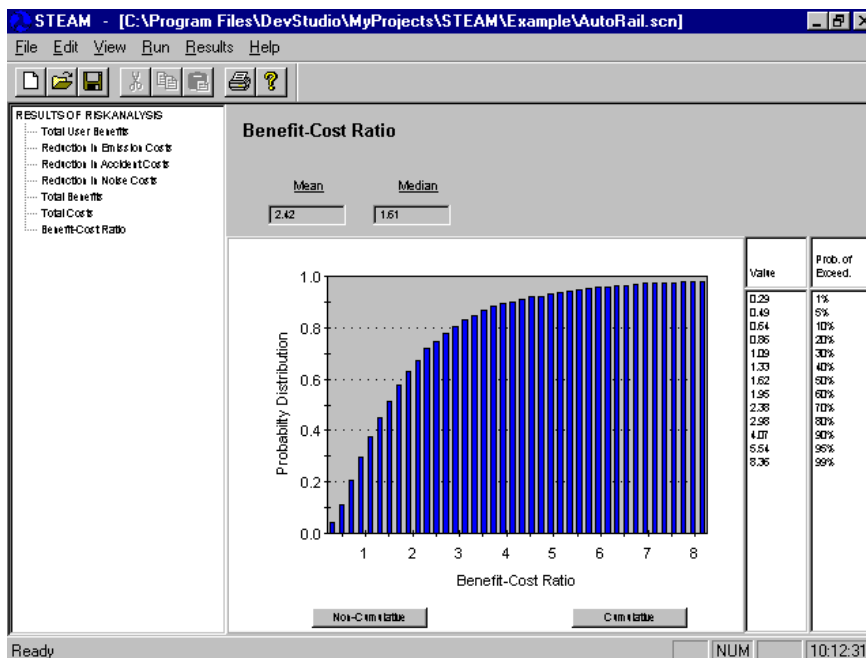 STEAM - [C:\Program Files\DevStudio\MyProjects\STEAM\Example\AutoRail.scn]
File Edit View Run Results Help
RESULTS OF RISK ANALYSIS
Total User Benefits
Reduction in Emission Costs
Reduction in Accident Costs
Reduction in Noise Costs
Total Benefits
Total Costs
Benefit-Cost Ratio
Benefit-Cost Ratio
Mean Median
2.42 1.61
Value Prob. of Exceed.
0.29 1%
0.49 5%
0.64 10%
0.86 20%
1.09 30%
1.33 40%
1.62 50%
1.95 60%
2.38 70%
2.98 80%
4.07 90%
5.54 95%
8.36 99%
Probabilty Distribution
1.0
0.8
0.6
0.4
0.2
0.0
1 2 3 4 5 6 7 8
Benefit-Cost Ratio
Non-Cumulative Cumulative
Ready NUM 10:12:31